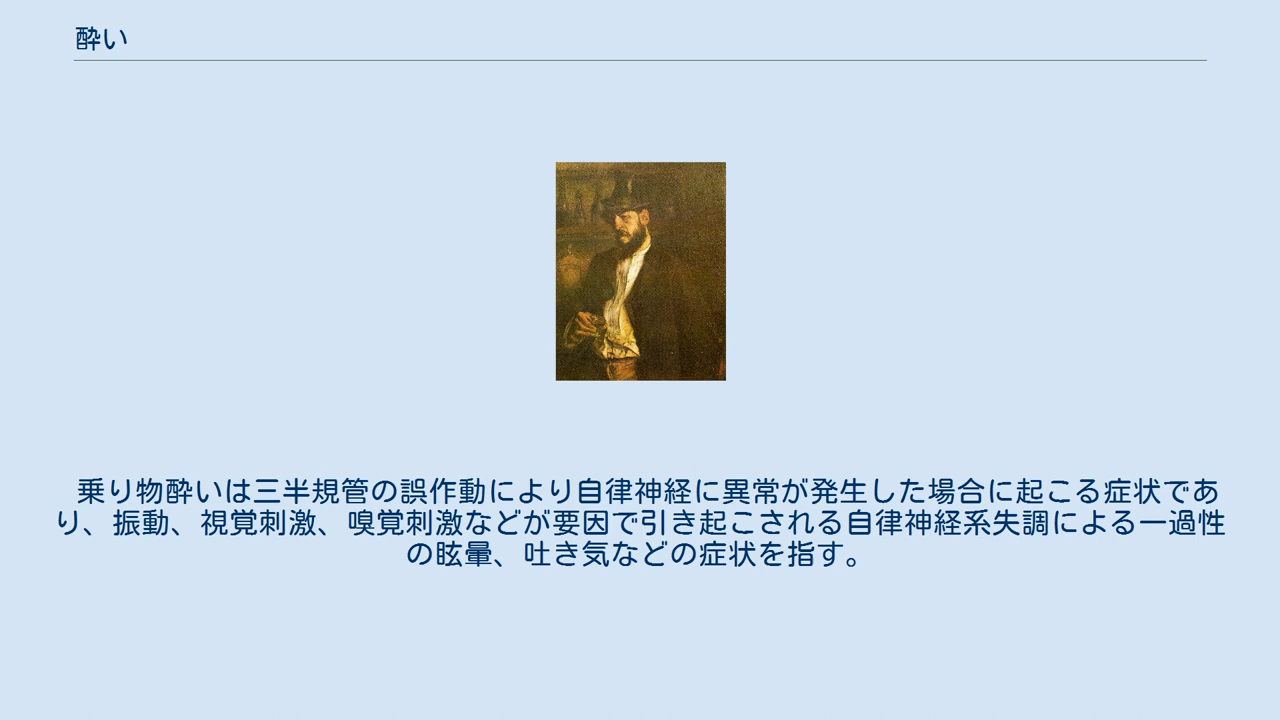 酔い
乗り物酔いは三半規管の誤作動により自律神経に異常が発生した場合に起こる症状であ
り、振動、視覚刺激、嗅覚刺激などが要因で引き起こされる自律神経系失調による一過性
の眩暈、吐き気などの症状を指す。